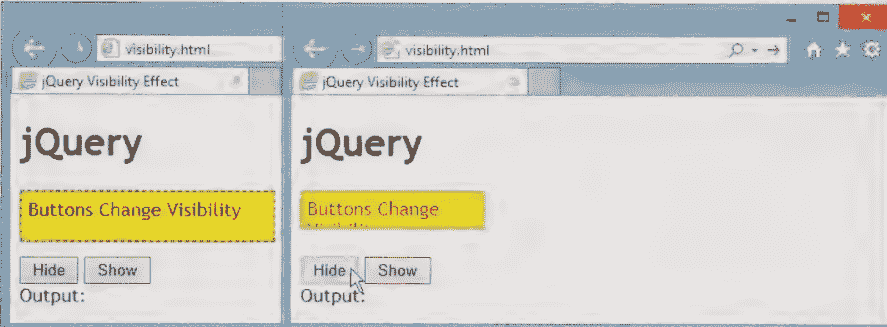 visibility.html
jQuery Visibility Effect
jQuery
Buttons Change Visibility
Hide Show
Output:
visibility.html
jQuery Visibility Effect
jQuery
Buttons Change
Visibility
Hide Show
Output: